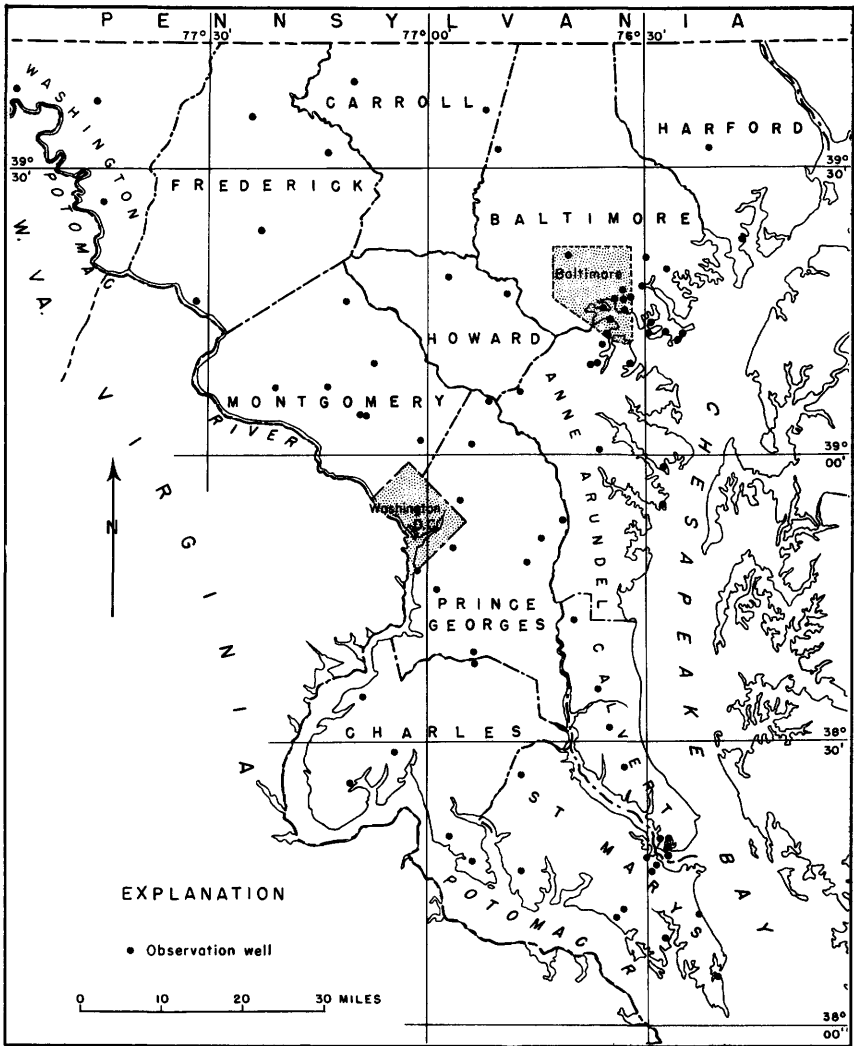 PENNSYLVANIA
77° 30'
77° 00'
76° 30'
WASHINGTON
CARROLL
HARFORD
39° 30'
39° 30'
FREDERICK
POTOMAC
BALTIMORE
W. VA.
Baltimore
HOWARD
MONTGOMERY
RIVER
ANNE ARUNDEL
CHESAPEAKE
39° 00'
VIRGINIA
Washington
D.C.
N
PRINCE
GEORGES
CALVERT
CHARLES
38° 30'
ST MARYS
BAY
POTOMAC R
EXPLANATION
Observation well
0 10 20 30 MILES
38° 00"